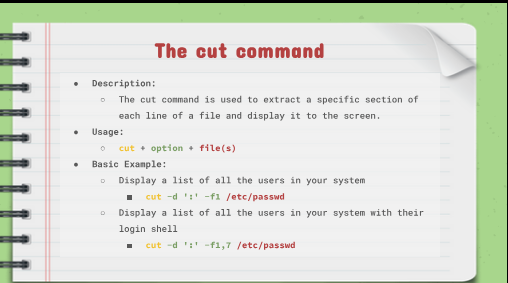 The cut command
● Description:
○ The cut command is used to extract a specific section of
each line of a file and display it to the screen.
● Usage:
○ cut + option + file(s)
● Basic Example:
○ Display a list of all the users in your system
■ cut -d ':' -f1 /etc/passwd
○ Display a list of all the users in your system with their
login shell
■ cut -d ':' -f1,7 /etc/passwd